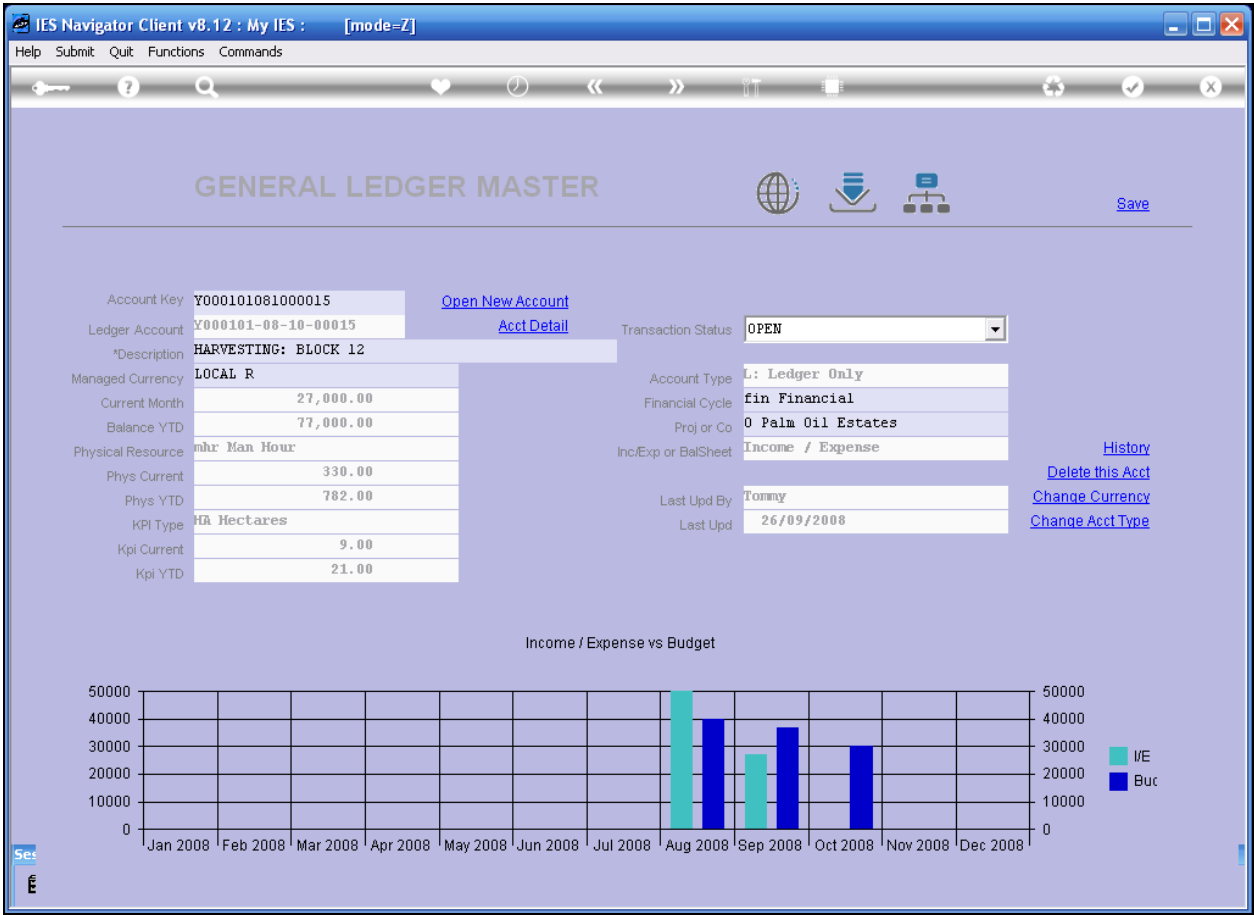 IES Navigator Client v8.12 : My IES : [mode=Z]
Help Submit Quit Functions Commands
GENERAL LEDGER MASTER
Save
Account Key Y000101081000015 Open New Account
Ledger Account Y000101-08-10-00015 Acct Detail Transaction Status OPEN
*Description HARVESTING: BLOCK 12
Managed Currency LOCAL R Account Type L: Ledger Only
Current Month 27,000.00 Financial Cycle fin Financial
Balance YTD 77,000.00 Proj or Co 0 Palm Oil Estates
Physical Resource mhr Man Hour Inc/Exp or BalSheet Income / Expense History
Phys Current 330.00 Delete this Acct
Phys YTD 782.00 Last Upd By Tommy Change Currency
KPI Type HA Hectares Last Upd 26/09/2008 Change Acct Type
Kpi Current 9.00
Kpi YTD 21.00
Income / Expense vs Budget
50000 50000
40000 40000
30000 30000
I/E
20000 20000
Buc
10000 10000
0 0
Jan 2008 Feb 2008 Mar 2008 Apr 2008 May 2008 Jun 2008 Jul 2008 Aug 2008 Sep 2008 Oct 2008 Nov 2008 Dec 2008
Ses